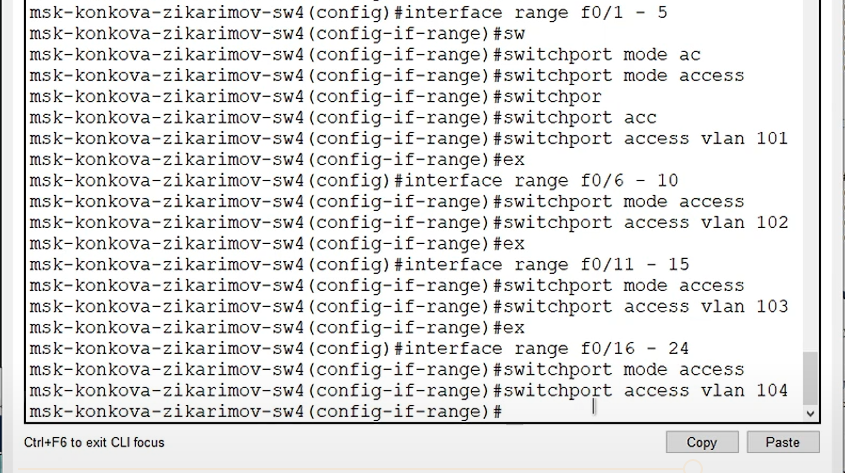 msk-konkova-zikarimov-sw4(config)#interface range f0/1 - 5
msk-konkova-zikarimov-sw4(config-if-range)#sw
msk-konkova-zikarimov-sw4(config-if-range)#switchport mode ac
msk-konkova-zikarimov-sw4(config-if-range)#switchport mode access
msk-konkova-zikarimov-sw4(config-if-range)#switchpor
msk-konkova-zikarimov-sw4(config-if-range)#switchport acc
msk-konkova-zikarimov-sw4(config-if-range)#switchport access vlan 101
msk-konkova-zikarimov-sw4(config-if-range)#ex
msk-konkova-zikarimov-sw4(config)#interface range f0/6 - 10
msk-konkova-zikarimov-sw4(config-if-range)#switchport mode access
msk-konkova-zikarimov-sw4(config-if-range)#switchport access vlan 102
msk-konkova-zikarimov-sw4(config-if-range)#ex
msk-konkova-zikarimov-sw4(config)#interface range f0/11 - 15
msk-konkova-zikarimov-sw4(config-if-range)#switchport mode access
msk-konkova-zikarimov-sw4(config-if-range)#switchport access vlan 103
msk-konkova-zikarimov-sw4(config-if-range)#ex
msk-konkova-zikarimov-sw4(config)#interface range f0/16 - 24
msk-konkova-zikarimov-sw4(config-if-range)#switchport mode access
msk-konkova-zikarimov-sw4(config-if-range)#switchport access vlan 104
msk-konkova-zikarimov-sw4(config-if-range)#
Ctrl+F6 to exit CLI focus
Copy
Paste